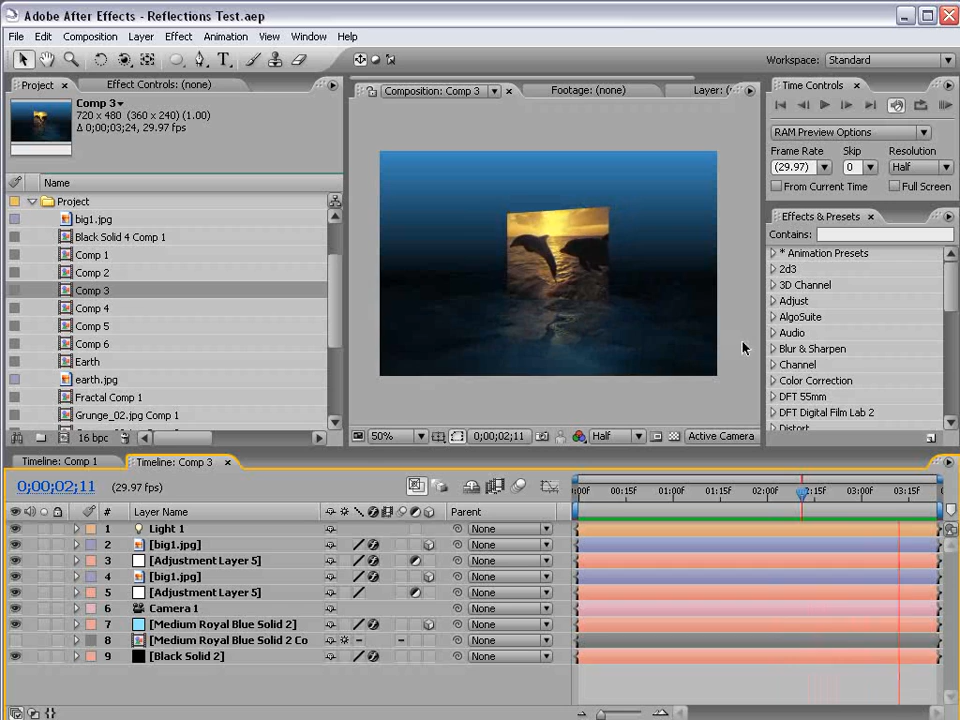 Adobe After Effects - Reflections Test.aep
File Edit Composition Layer Effect Animation View Window Help
Workspace: Standard
Project Effect Controls: (none)
Comp 3
720 x 480 (360 x 240) (1.00)
Δ 0;00;03;24, 29.97 fps
Name
Project
big1.jpg
Black Solid 4 Comp 1
Comp 1
Comp 2
Comp 3
Comp 4
Comp 5
Comp 6
Earth
earth.jpg
Fractal Comp 1
Grunge_02.jpg Comp 1
16 bpc
Composition: Comp 3 Footage: (none) Layer: (
50% 0;00;02;11 Half Active Camera
Time Controls
RAM Preview Options
Frame Rate Skip Resolution
(29.97) 0 Half
From Current Time Full Screen
Effects & Presets
Contains:
* Animation Presets
2d3
3D Channel
Adjust
AlgoSuite
Audio
Blur & Sharpen
Channel
Color Correction
DFT 55mm
DFT Digital Film Lab 2
Distort
Timeline: Comp 1 Timeline: Comp 3
0;00;02;11 (29.97 fps)
:00f 00:15f 01:00f 01:15f 02:00f 02:15f 03:00f 03:15f
# Layer Name Parent
1 Light 1 None
2 [big1.jpg] None
3 [Adjustment Layer 5] None
4 [big1.jpg] None
5 [Adjustment Layer 5] None
6 Camera 1 None
7 [Medium Royal Blue Solid 2] None
8 [Medium Royal Blue Solid 2 Co None
9 [Black Solid 2] None